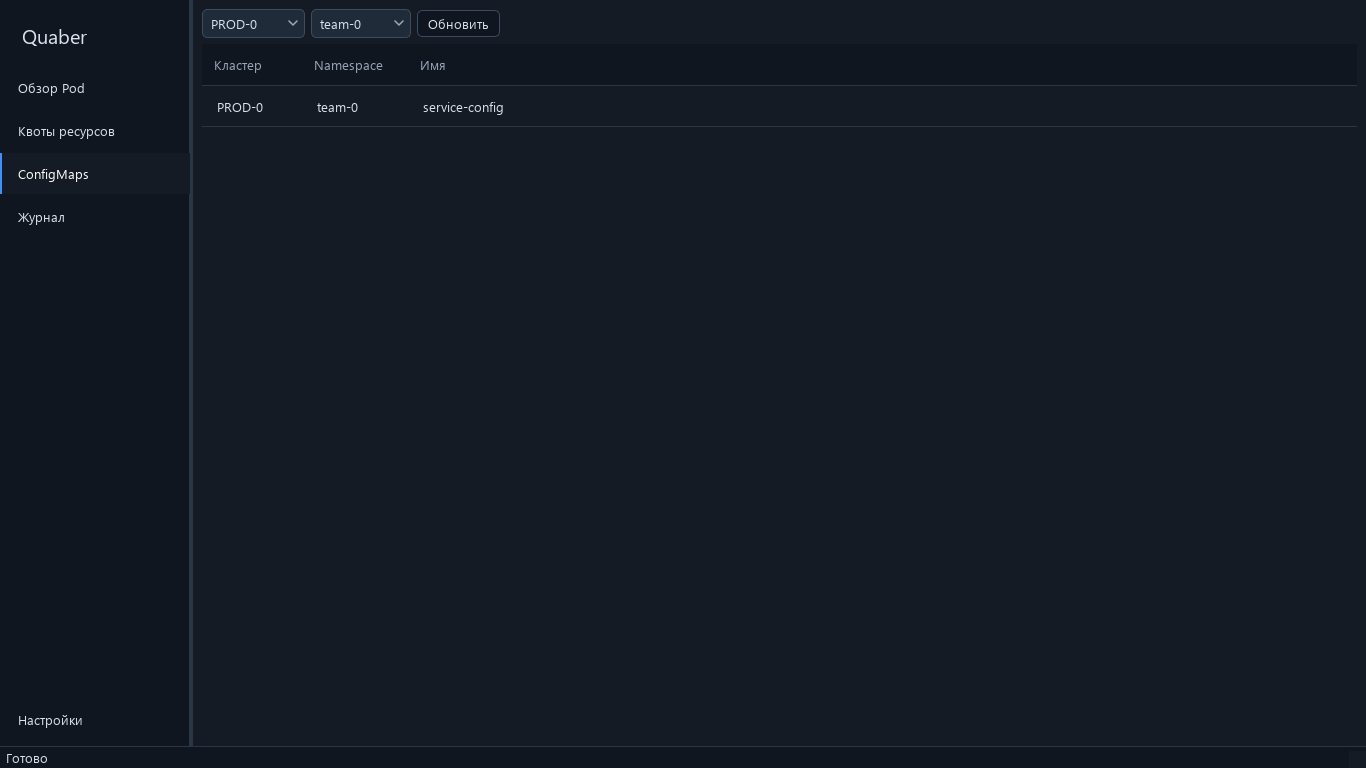 Quaber
Обзор Pod
Квоты ресурсов
ConfigMaps
Журнал
Настройки
PROD-0 team-0 Обновить
Кластер Namespace Имя
PROD-0 team-0 service-config
Готово